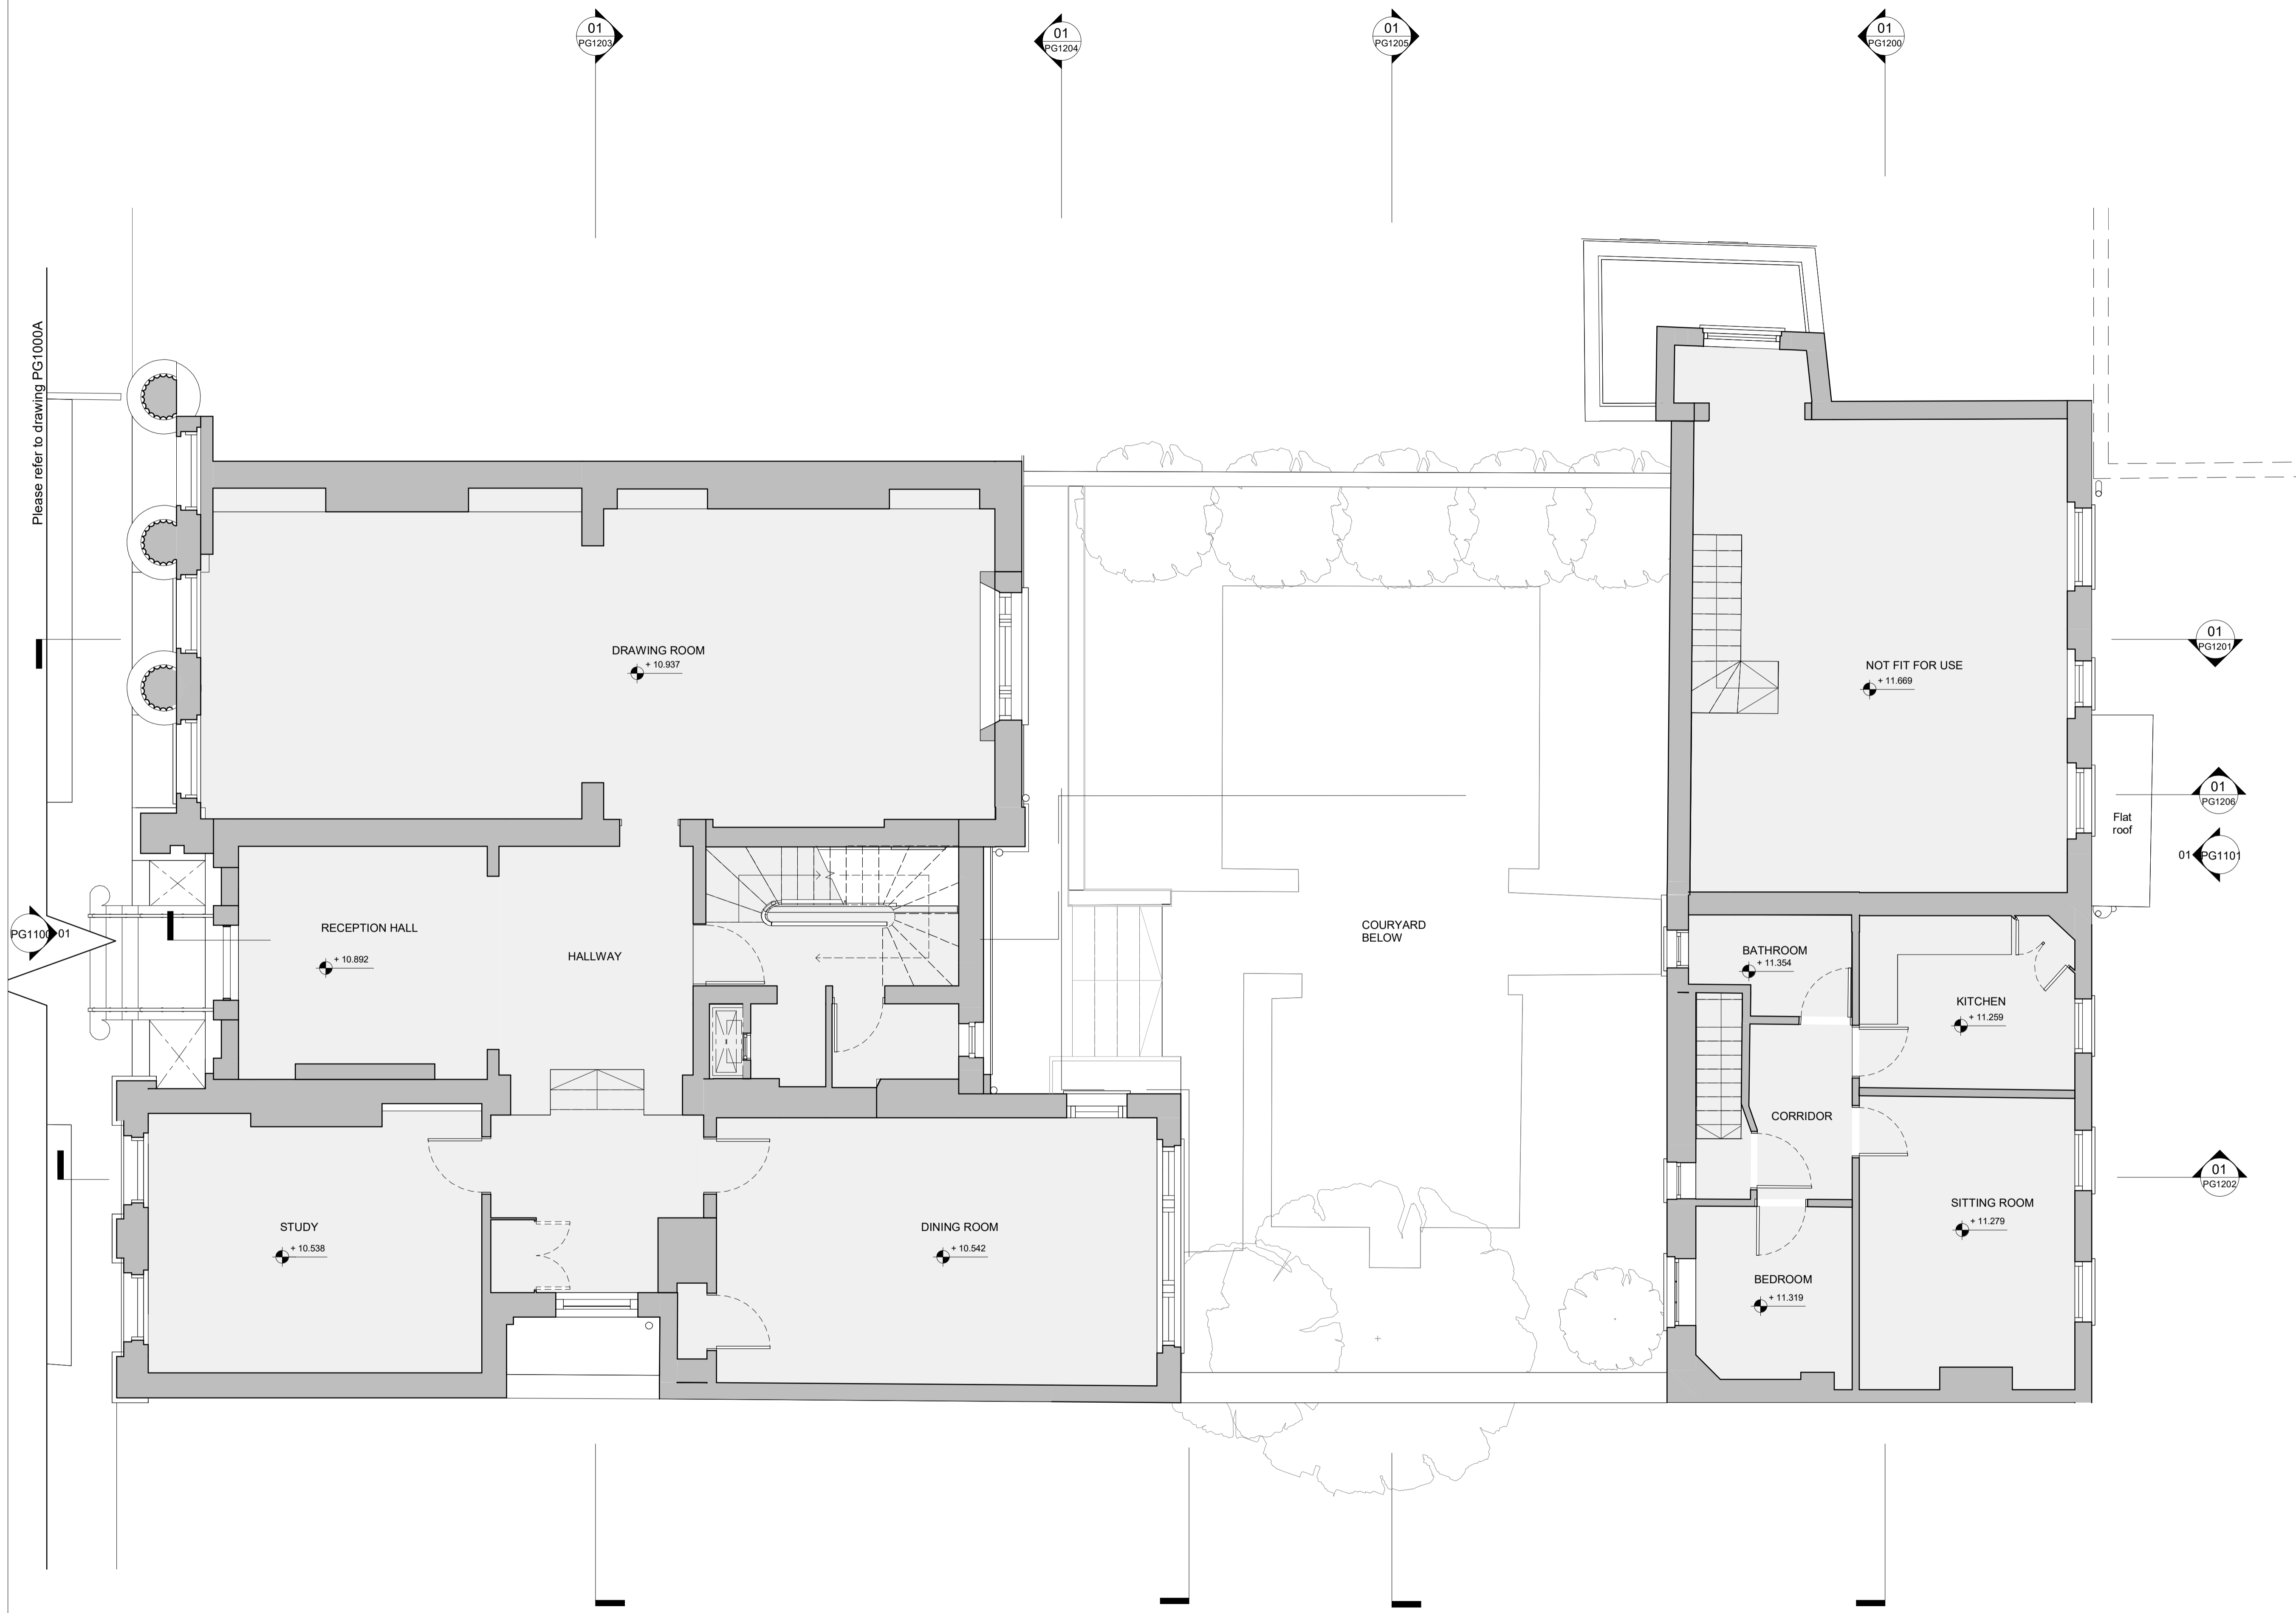 01
PG1203
01
PG1204
01
PG1205
01
PG1200
Please refer to drawing PG1000A
DRAWING ROOM
+ 10.937
NOT FIT FOR USE
+ 11.669
01
PG1201
01
PG1206
Flat
roof
01
PG1101
PG1100
01
RECEPTION HALL
+ 10.892
HALLWAY
COURYARD
BELOW
BATHROOM
+ 11.354
KITCHEN
+ 11.259
CORRIDOR
01
PG1202
STUDY
+ 10.538
DINING ROOM
+ 10.542
SITTING ROOM
+ 11.279
BEDROOM
+ 11.319